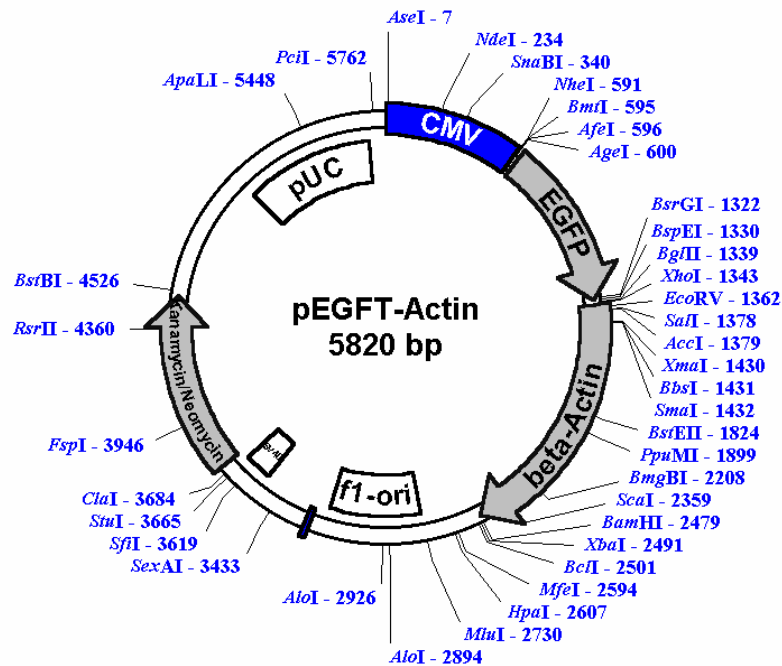 AseI - 7
NdeI - 234
SnaBI - 340
NheI - 591
BmtI - 595
AfeI - 596
AgeI - 600
PciI - 5762
ApaLI - 5448
CMV
pUC
EGFP
BsrGI - 1322
BspEI - 1330
BglII - 1339
XhoI - 1343
EcoRV - 1362
SalI - 1378
AccI - 1379
XmaI - 1430
BbsI - 1431
SmaI - 1432
BstEII - 1824
PpuMI - 1899
BmgBI - 2208
ScaI - 2359
BamHI - 2479
XbaI - 2491
BclI - 2501
MfeI - 2594
HpaI - 2607
MluI - 2730
AloI - 2894
AloI - 2926
BstBI - 4526
RsrII - 4360
FspI - 3946
ClaI - 3684
StuI - 3665
SfiI - 3619
SexAI - 3433
pEGFT-Actin
5820 bp
beta-Actin
f1-ori
Kanamycin/Neomycin